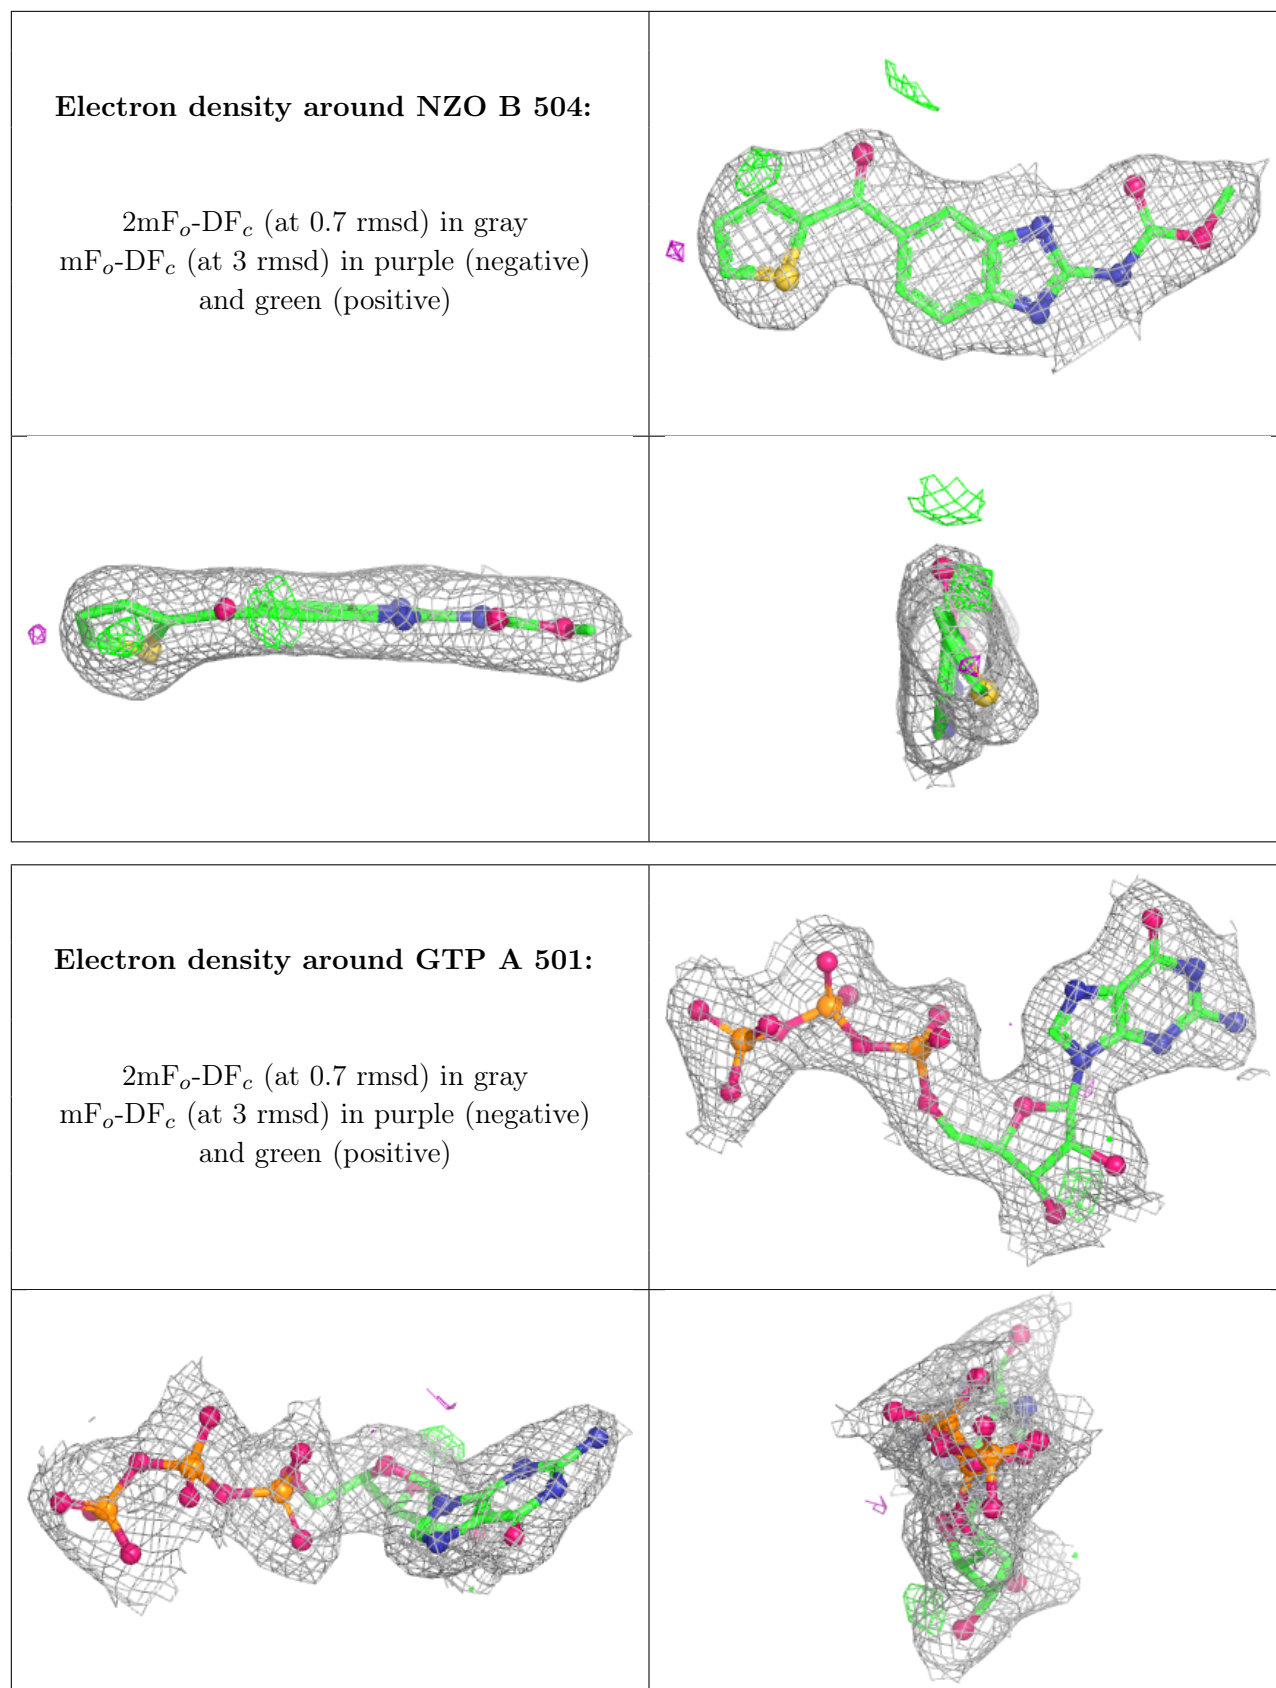 Electron density around NZO B 504:
2mFo-DFc (at 0.7 rmsd) in gray
mFo-DFc (at 3 rmsd) in purple (negative)
and green (positive)
Electron density around GTP A 501:
2mFo-DFc (at 0.7 rmsd) in gray
mFo-DFc (at 3 rmsd) in purple (negative)
and green (positive)